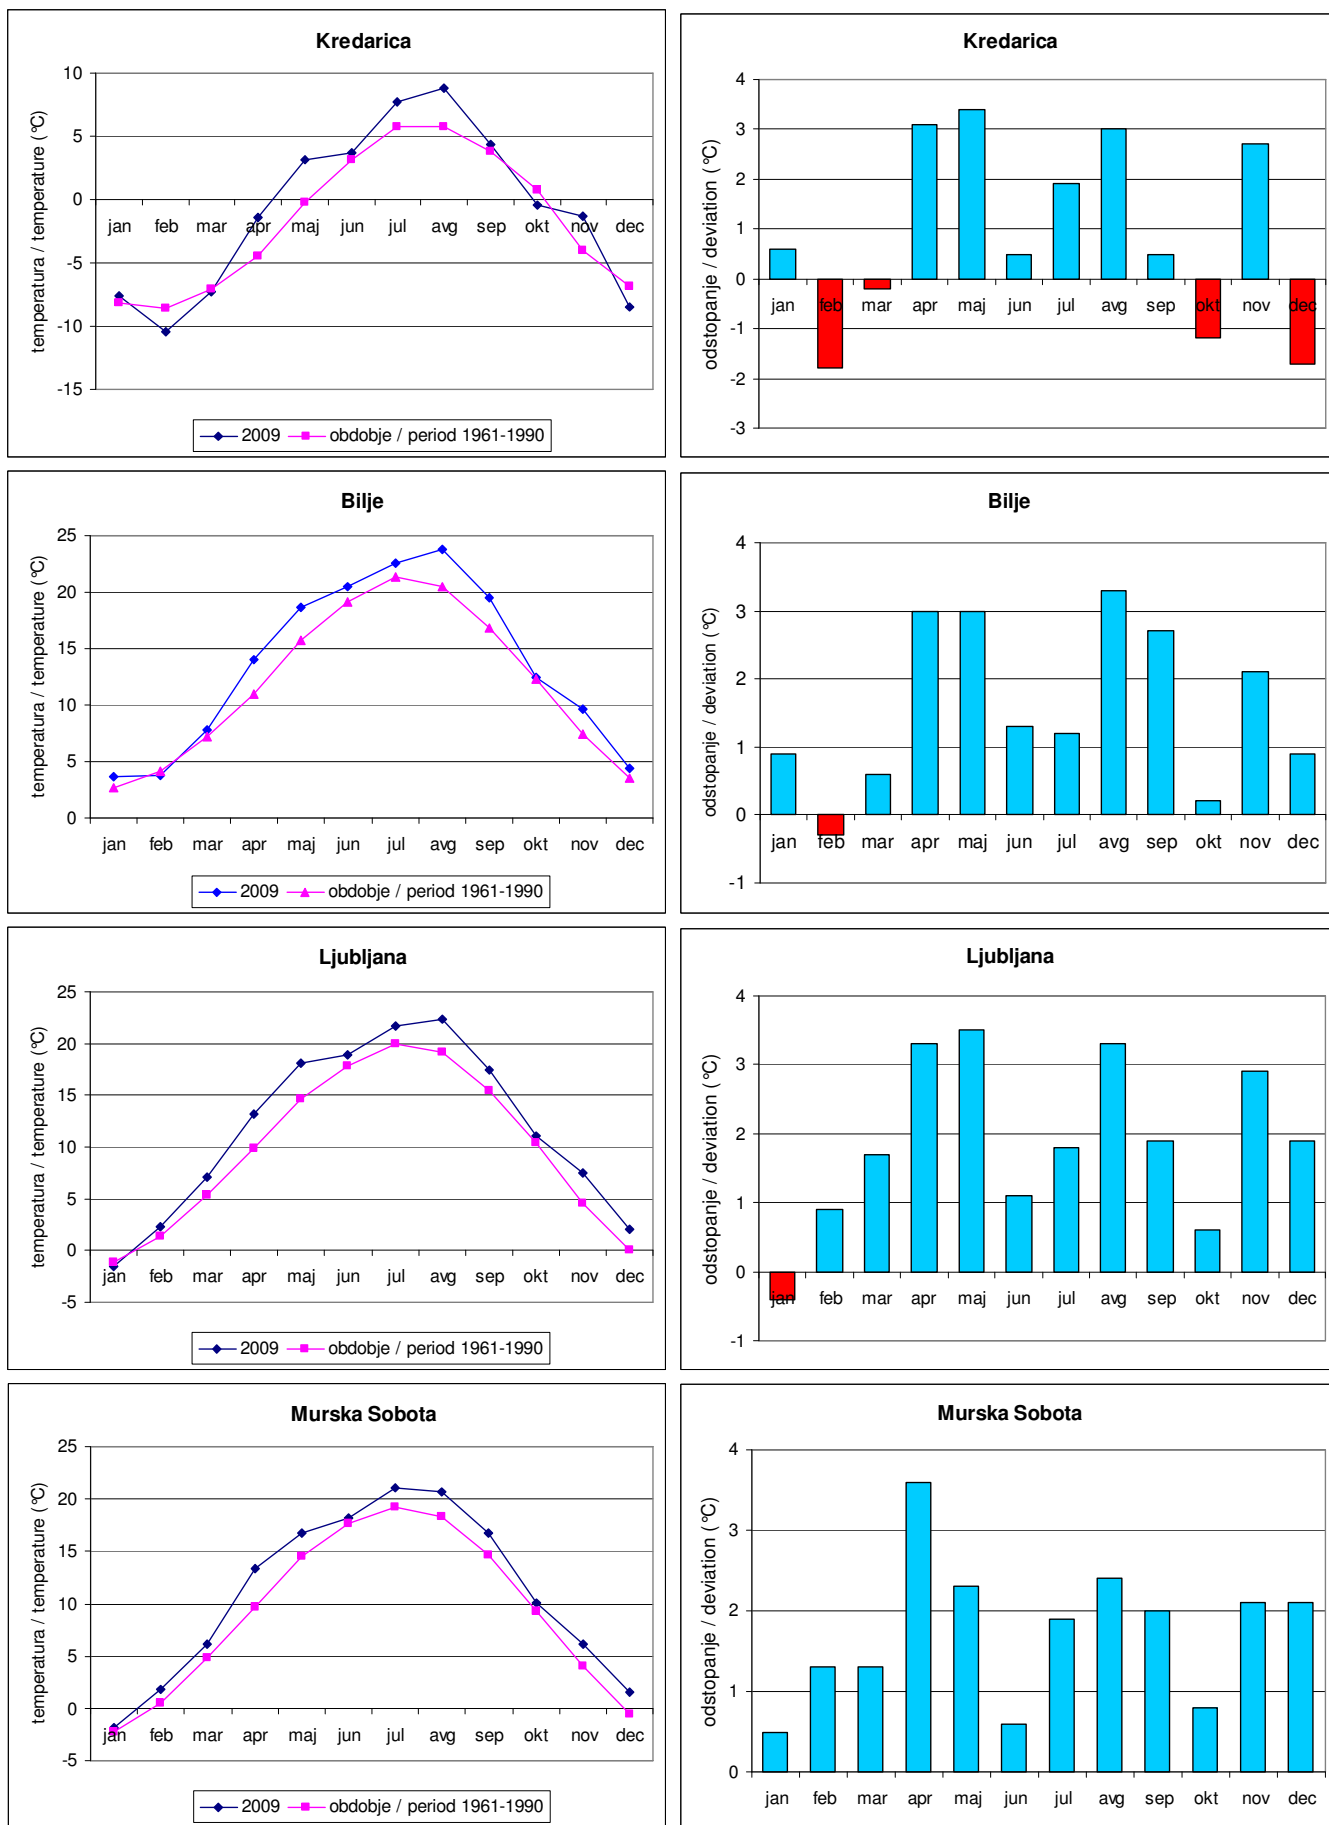 Kredarica
temperatura / temperature (°C)
10
5
0
-5
-10
-15
jan feb mar apr maj jun jul avg sep okt nov dec
2009 obdobje / period 1961-1990
Kredarica
odstopanje / deviation (°C)
4
3
2
1
0
-1
-2
-3
jan feb mar apr maj jun jul avg sep okt nov dec
Bilje
temperatura / temperature (°C)
25
20
15
10
5
0
jan feb mar apr maj jun jul avg sep okt nov dec
2009 obdobje / period 1961-1990
Bilje
odstopanje / deviation (°C)
4
3
2
1
0
-1
jan feb mar apr maj jun jul avg sep okt nov dec
Ljubljana
temperatura / temperature (°C)
25
20
15
10
5
0
-5
jan feb mar apr maj jun jul avg sep okt nov dec
2009 obdobje / period 1961-1990
Ljubljana
odstopanje / deviation (°C)
4
3
2
1
0
-1
jan feb mar apr maj jun jul avg sep okt nov dec
Murska Sobota
temperatura / temperature (°C)
25
20
15
10
5
0
-5
jan feb mar apr maj jun jul avg sep okt nov dec
2009 obdobje / period 1961-1990
Murska Sobota
odstopanje / deviation (°C)
4
3
2
1
0
jan feb mar apr maj jun jul avg sep okt nov dec